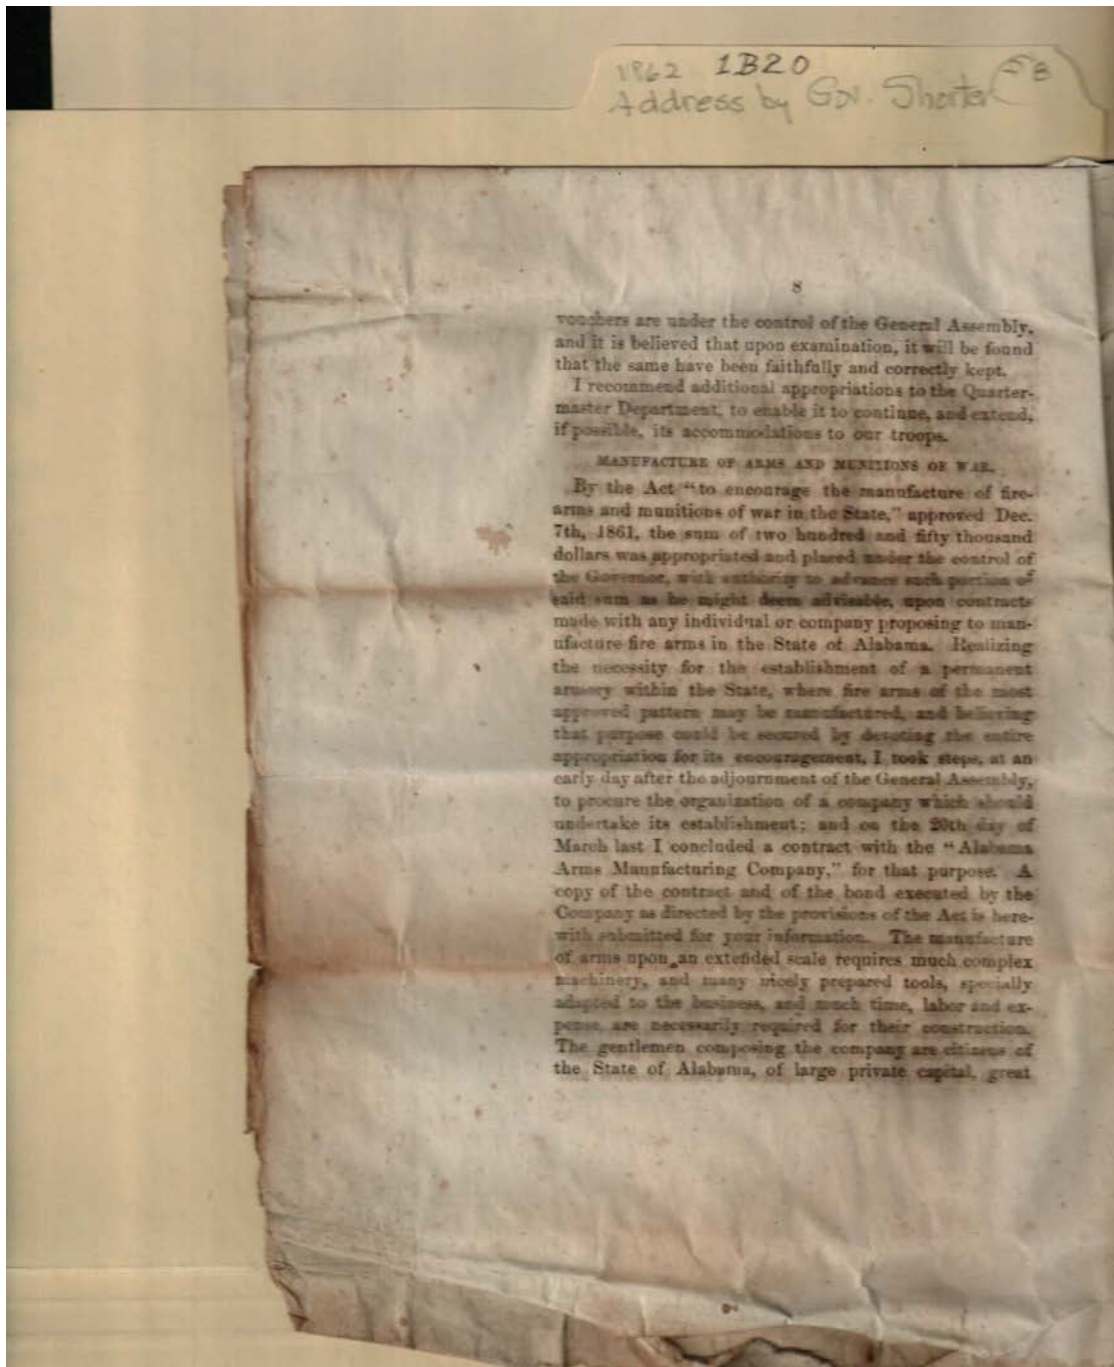 1862 1B20
Address by Gov. Shorter
8
vouchers are under the control of the General Assembly,
and it is believed that upon examination, it will be found
that the same have been faithfully and correctly kept.
I recommend additional appropriations to the Quarter-
master Department, to enable it to continue, and extend,
if possible, its accommodations to our troops.
MANUFACTURE OF ARMS AND MUNITIONS OF WAR.
By the Act "to encourage the manufacture of fire-
arms and munitions of war in the State," approved Dec.
7th, 1861, the sum of two hundred and fifty thousand
dollars was appropriated and placed under the control of
the Governor, with authority to advance such portion of
said sum as he might deem advisable, upon contracts
made with any individual or company proposing to man-
ufacture fire arms in the State of Alabama. Realizing
the necessity for the establishment of a permanent
armory within the State, where fire arms of the most
approved pattern may be manufactured, and believing
that purpose could be secured by devoting the entire
appropriation for its encouragement, I took steps, at an
early day after the adjournment of the General Assembly,
to procure the organization of a company which should
undertake its establishment; and on the 20th day of
March last I concluded a contract with the "Alabama
Arms Manufacturing Company," for that purpose. A
copy of the contract and of the bond executed by the
Company as directed by the provisions of the Act is here-
with submitted for your information. The manufacture
of arms upon an extended scale requires much complex
machinery, and many nicely prepared tools, specially
adapted to the business, and much time, labor and ex-
pense, are necessarily required for their construction.
The gentlemen composing the company are citizens of
the State of Alabama, of large private capital, great